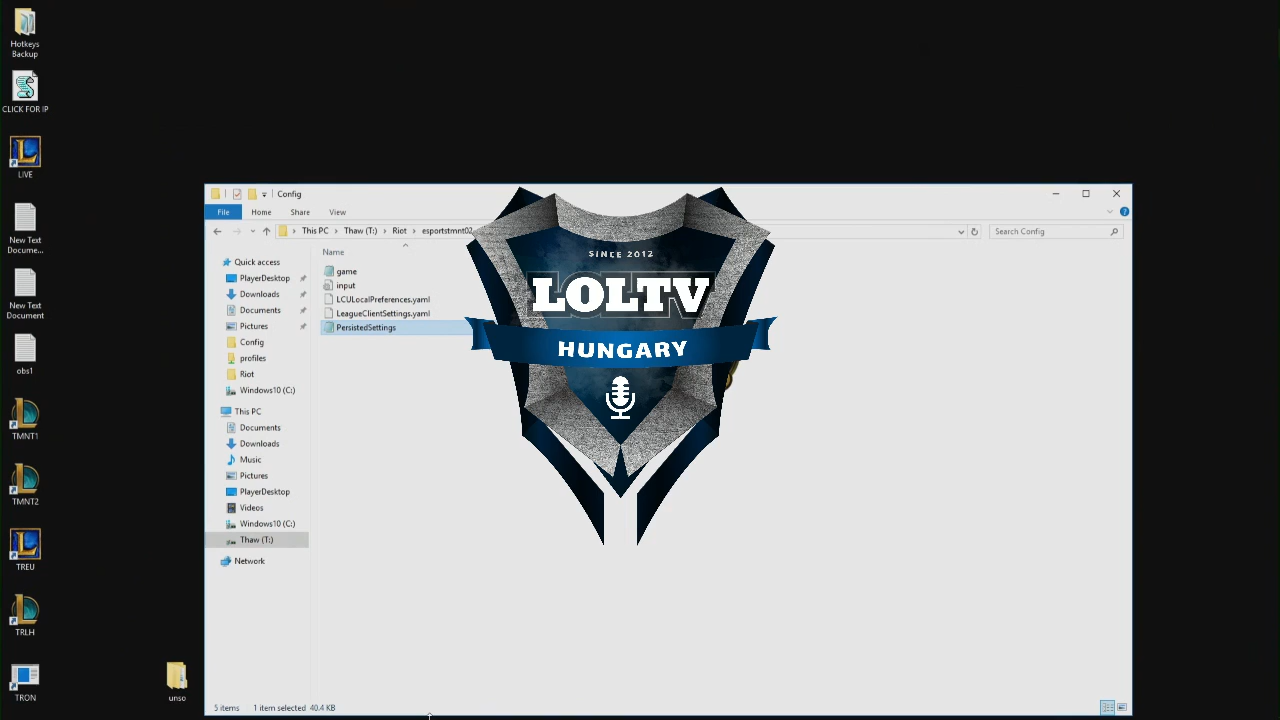 Hotkeys
Backup
CLICK FOR IP
LIVE
New Text
Docume...
New Text
Document
obs1
TMNT1
TMNT2
TREU
TRLH
TRON
unso
Config
File
Home
Share
View
This PC
Thaw (T:)
Riot
esportstmnt02
Search Config
Quick access
PlayerDesktop
Downloads
Documents
Pictures
Config
profiles
Riot
Windows10 (C:)
This PC
Documents
Downloads
Music
Pictures
PlayerDesktop
Videos
Windows10 (C:)
Thaw (T:)
Network
Name
game
input
LCULocalPreferences.yaml
LeagueClientSettings.yaml
PersistedSettings
SINCE 2012
LOLTV
HUNGARY
5 items
1 item selected 40.4 KB